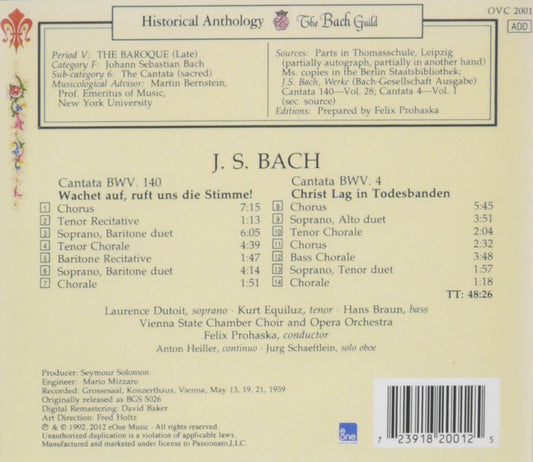 OVC 2001
ADD
Historical Anthology The Bach Guild
Period V: THE BAROQUE (Late)
Category F: Johann Sebastian Bach
Sub-category 6: The Cantata (sacred)
Musicological Advisor: Martin Bernstein,
Prof. Emeritus of Music,
New York University
Sources: Parts in Thomasschule, Leipzig
(partially autograph, partially in another hand)
Ms. copies in the Berlin Staatsbibliothek;
J.S. Bach, Werke (Bach-Gesellschaft Ausgabe)
Cantata 140—Vol. 28; Cantata 4—Vol. 1
(sec. source)
Editions: Prepared by Felix Prohaska
J. S. BACH
Cantata BWV. 140
Wachet auf, ruft uns die Stimme!
1 Chorus 7:15
2 Tenor Recitative 1:13
3 Soprano, Baritone duet 6:05
4 Tenor Chorale 4:39
5 Baritone Recitative 1:47
6 Soprano, Baritone duet 4:14
7 Chorale 1:51
Cantata BWV. 4
Christ Lag in Todesbanden
8 Chorus 5:45
9 Soprano, Alto duet 3:51
10 Tenor Chorale 2:04
11 Chorus 2:32
12 Bass Chorale 3:48
13 Soprano, Tenor duet 1:57
14 Chorale 1:18
TT: 48:26
Laurence Dutoit, soprano · Kurt Equiluz, tenor · Hans Braun, bass
Vienna State Chamber Choir and Opera Orchestra
Felix Prohaska, conductor
Anton Heiller, continuo · Jurg Schaeftlein, solo oboe
Producer: Seymour Solomon
Engineer: Mario Mizzaro
Recorded: Grossesaal, Konzerthaus, Vienna, May 13, 19, 21, 1959
Originally released as BGS 5026
Digital Remastering: David Baker
Art Direction: Fred Holtz
℗ & © 1992, 2012 eOne Music · All rights reserved.
Unauthorized duplication is a violation of applicable laws.
Manufactured and marketed under license to Passionato,LLC.
e one
7 23918 20012 5